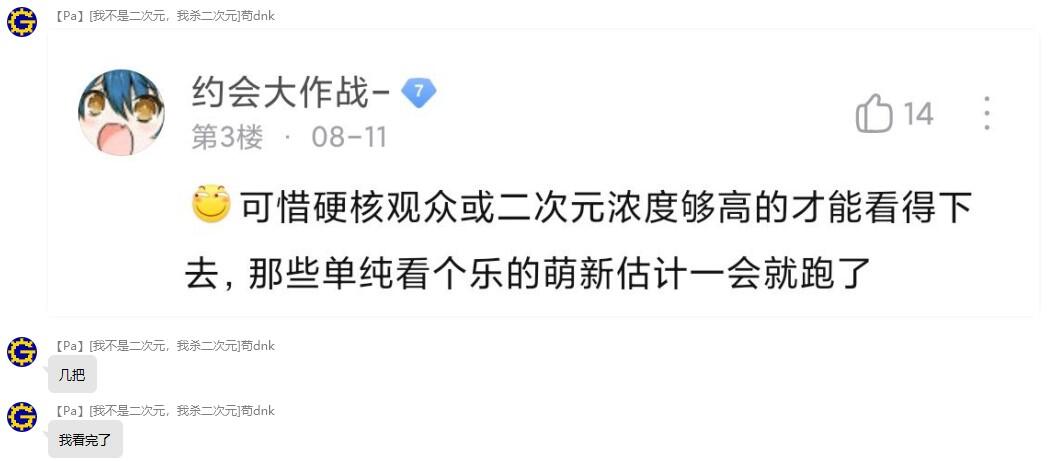 【Pa】[我不是二次元，我杀二次元]苟dnk
约会大作战- 7
第3楼 · 08-11
14
可惜硬核观众或二次元浓度够高的才能看得下
去，那些单纯看个乐的萌新估计一会就跑了
【Pa】[我不是二次元，我杀二次元]苟dnk
几把
【Pa】[我不是二次元，我杀二次元]苟dnk
我看完了